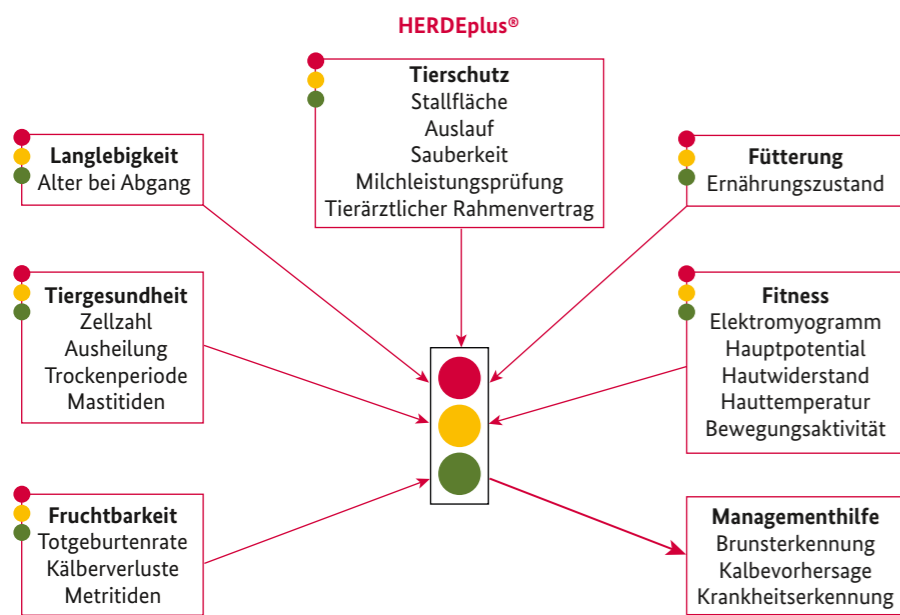 HERDEplus®
Tierschutz
Stallfläche
Auslauf
Sauberkeit
Milchleistungsprüfung
Tierärztlicher Rahmenvertrag
Langlebigkeit
Alter bei Abgang
Fütterung
Ernährungszustand
Tiergesundheit
Zellzahl
Ausheilung
Trockenperiode
Mastitiden
Fitness
Elektromyogramm
Hauptpotential
Hautwiderstand
Hauttemperatur
Bewegungsaktivität
Fruchtbarkeit
Totgeburtenrate
Kälberverluste
Metritiden
Managementhilfe
Brunsterkennung
Kalbevorhersage
Krankheitserkennung